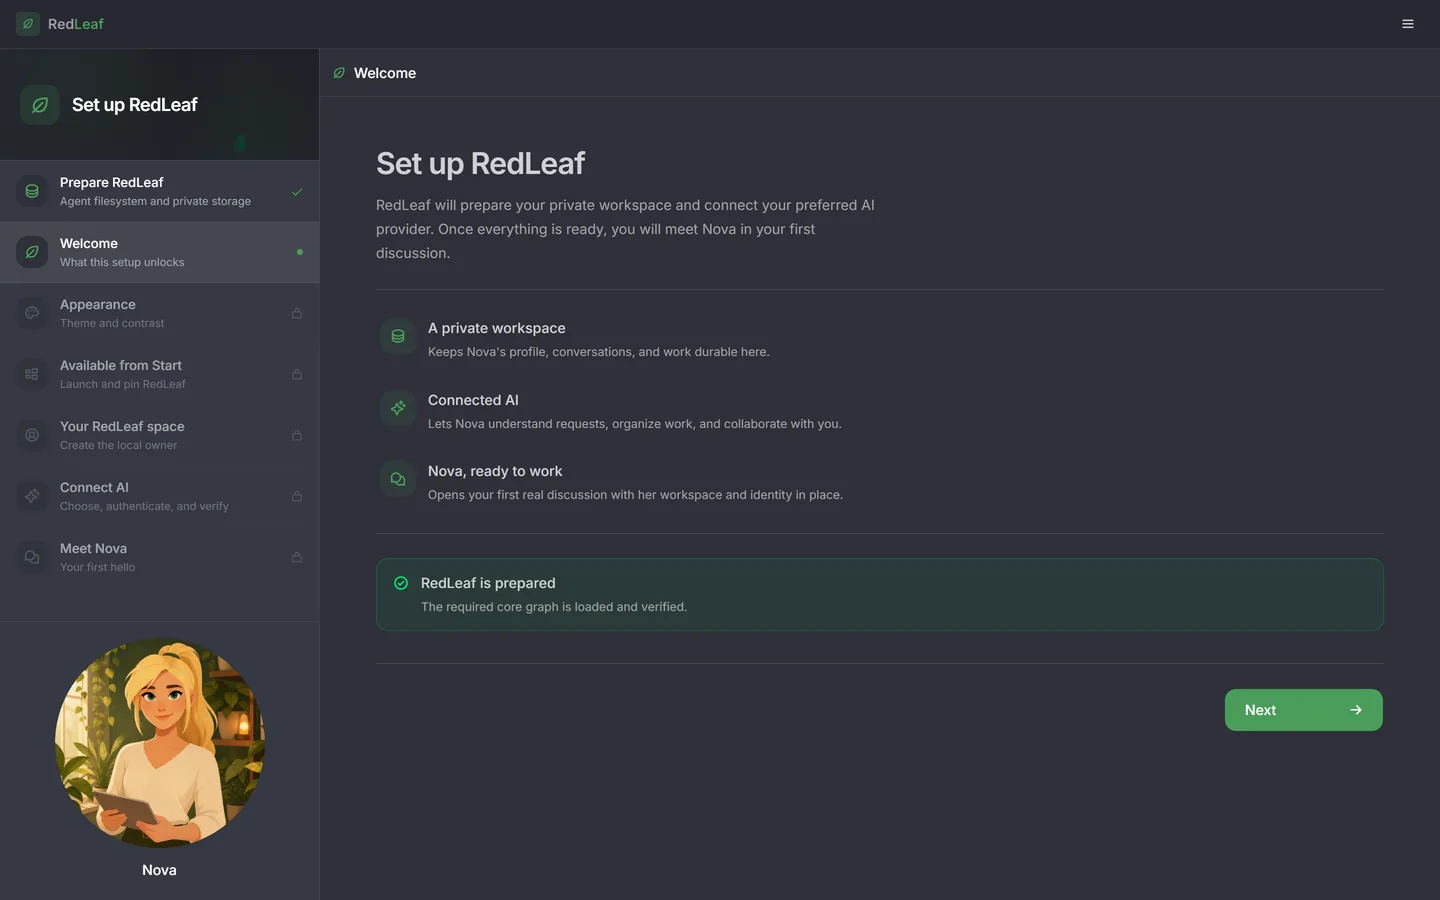 RedLeaf
Set up RedLeaf
Prepare RedLeaf
Agent filesystem and private storage
Welcome
What this setup unlocks
Appearance
Theme and contrast
Available from Start
Launch and pin RedLeaf
Your RedLeaf space
Create the local owner
Connect AI
Choose, authenticate, and verify
Meet Nova
Your first hello
Nova
Welcome
Set up RedLeaf
RedLeaf will prepare your private workspace and connect your preferred AI
provider. Once everything is ready, you will meet Nova in your first
discussion.
A private workspace
Keeps Nova's profile, conversations, and work durable here.
Connected AI
Lets Nova understand requests, organize work, and collaborate with you.
Nova, ready to work
Opens your first real discussion with her workspace and identity in place.
RedLeaf is prepared
The required core graph is loaded and verified.
Next